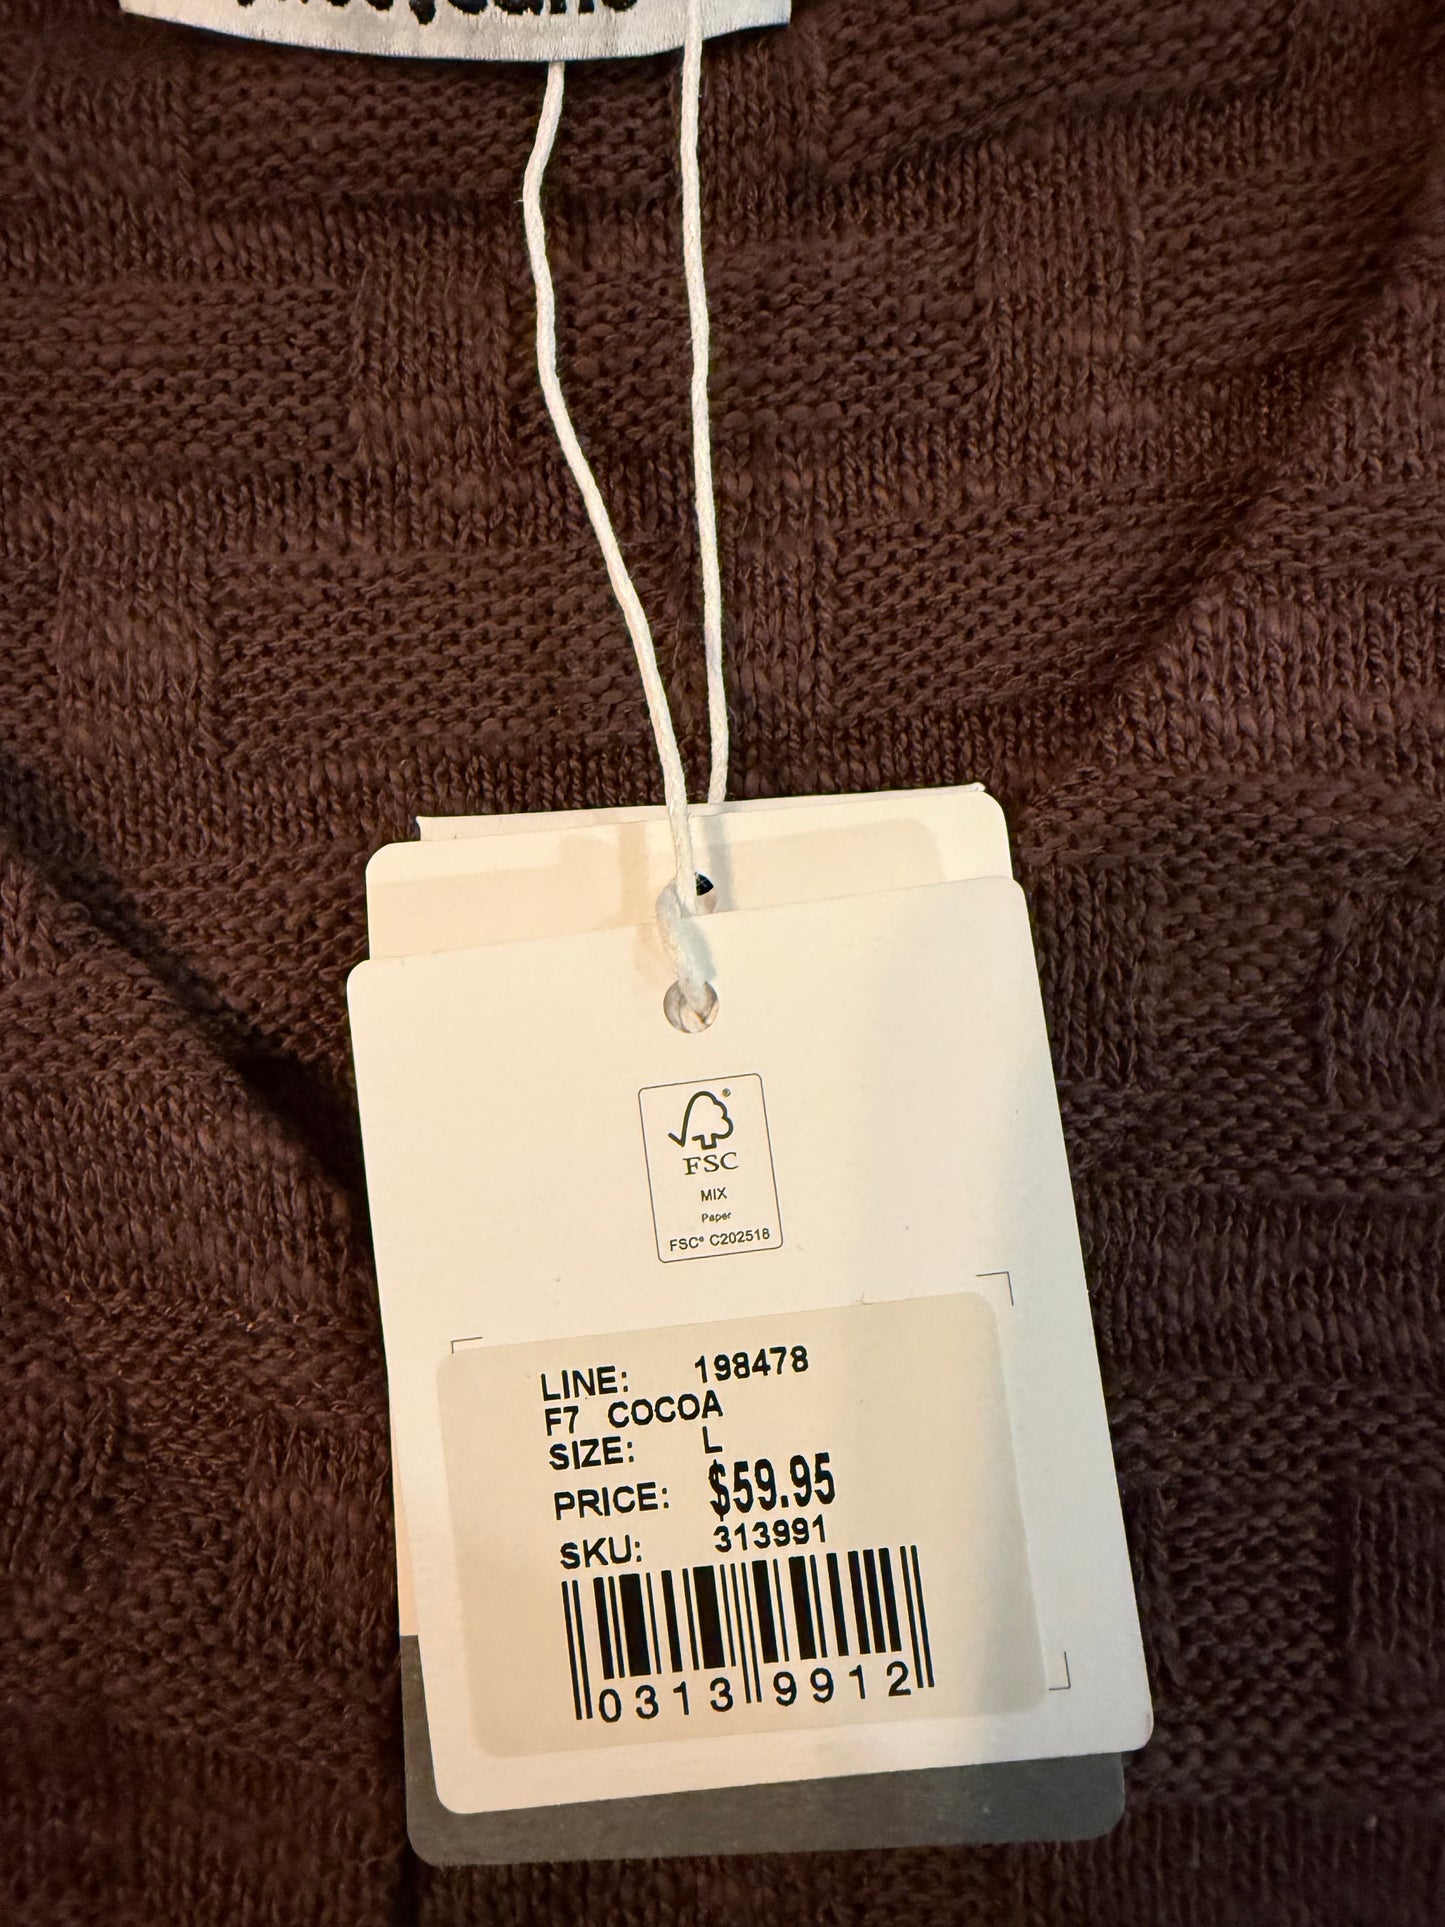 FSC
MIX
Paper
FSC® C202518
LINE: 198478
F7 COCOA
SIZE: L
PRICE: $59.95
SKU: 313991
0313 9912